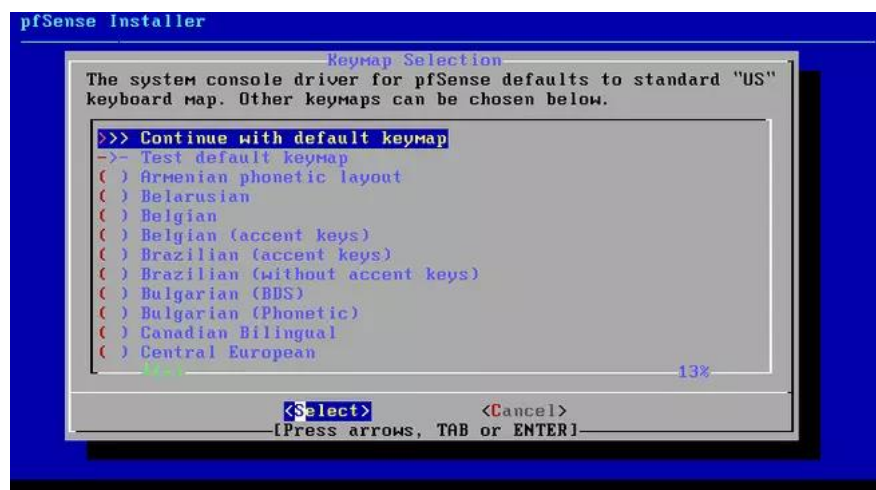 pfSense Installer
Keymap Selection
The system console driver for pfSense defaults to standard "US"
keyboard map. Other keymaps can be chosen below.
>>> Continue with default keymap
->- Test default keymap
( ) Armenian phonetic layout
( ) Belarusian
( ) Belgian
( ) Belgian (accent keys)
( ) Brazilian (accent keys)
( ) Brazilian (without accent keys)
( ) Bulgarian (BDS)
( ) Bulgarian (Phonetic)
( ) Canadian Bilingual
( ) Central European
13%
<Select> <Cancel>
[Press arrows, TAB or ENTER]